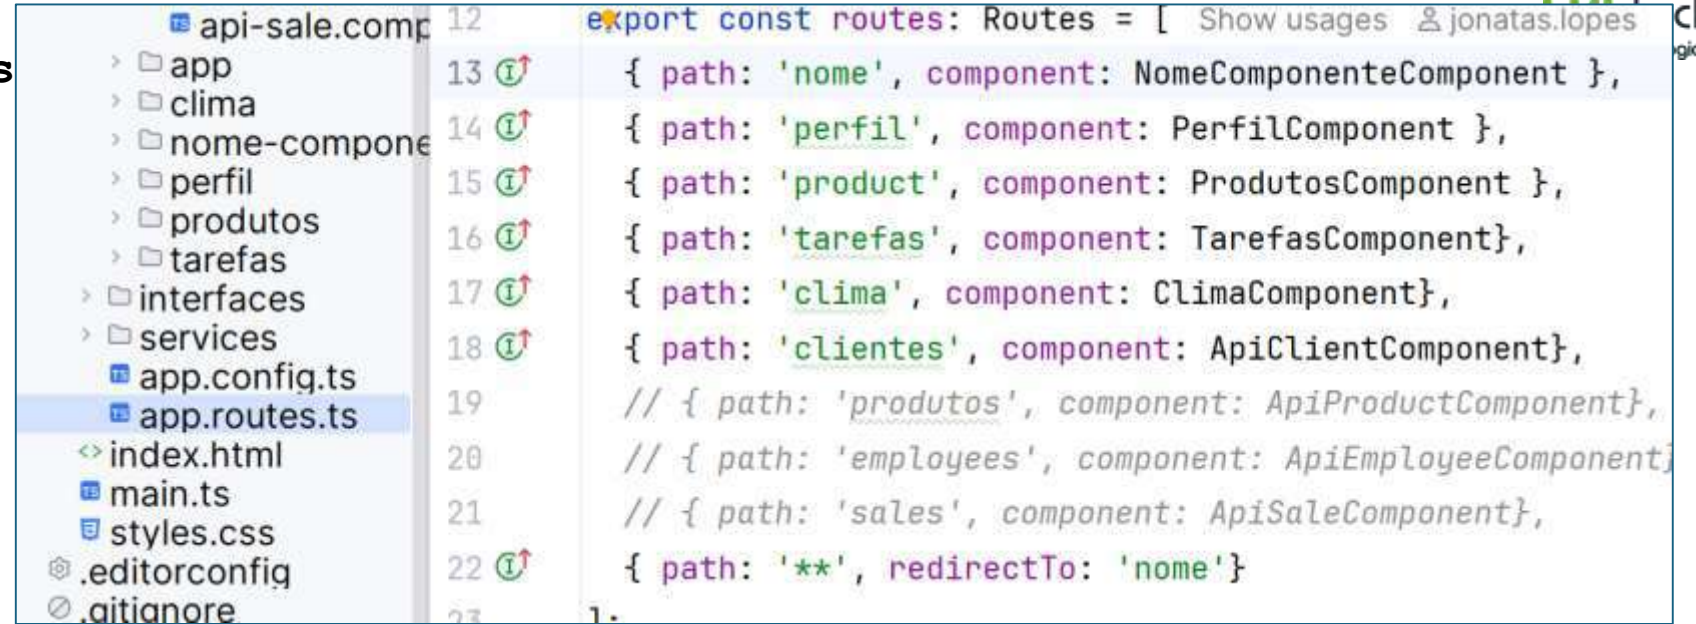 s
api-sale.comp
app
clima
nome-compone
perfil
produtos
tarefas
interfaces
services
app.config.ts
app.routes.ts
index.html
main.ts
styles.css
.editorconfig
.gitignore
12 export const routes: Routes = [ Show usages jonatas.lopes
13 { path: 'nome', component: NomeComponenteComponent },
14 { path: 'perfil', component: PerfilComponent },
15 { path: 'product', component: ProdutosComponent },
16 { path: 'tarefas', component: TarefasComponent},
17 { path: 'clima', component: ClimaComponent},
18 { path: 'clientes', component: ApiClientComponent},
19 // { path: 'produtos', component: ApiProductComponent},
20 // { path: 'employees', component: ApiEmployeeComponent}
21 // { path: 'sales', component: ApiSaleComponent},
22 { path: '**', redirectTo: 'nome'}
23 ];